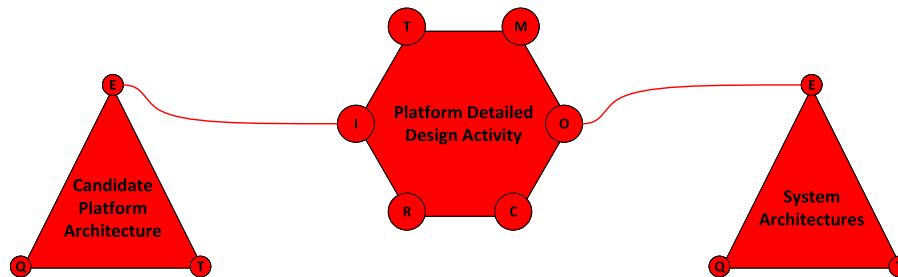 T
M
E
E
I
Platform Detailed
Design Activity
O
Candidate
Platform
Architecture
System
Architectures
R
C
Q
T
Q
T